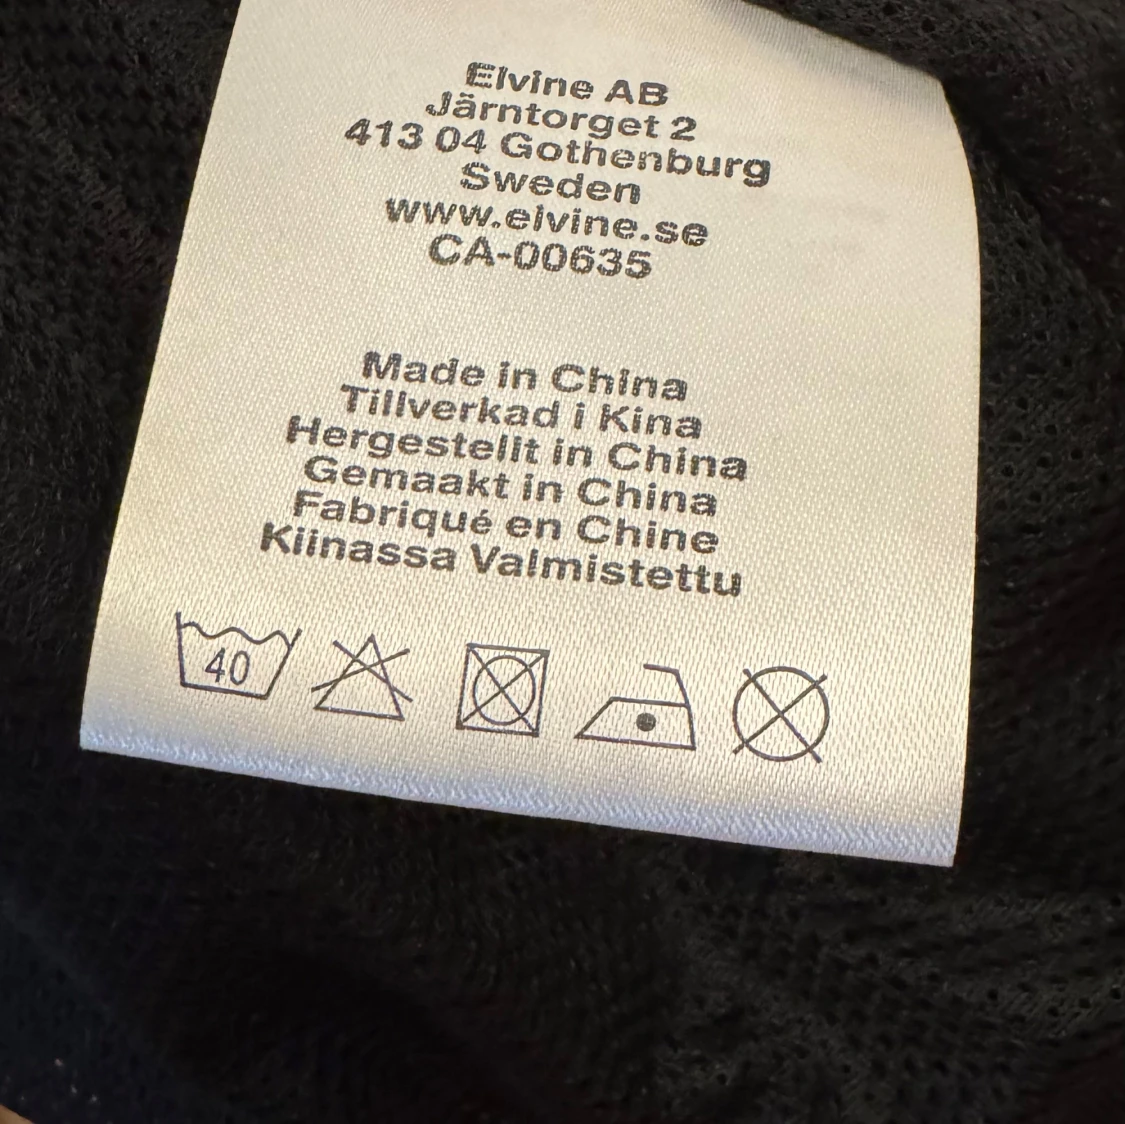 Elvine AB
Järntorget 2
413 04 Gothenburg
Sweden
www.elvine.se
CA-00635
Made in China
Tillverkad i Kina
Hergestellt in China
Gemaakt in China
Fabriqué en Chine
Kiinassa Valmistettu
40